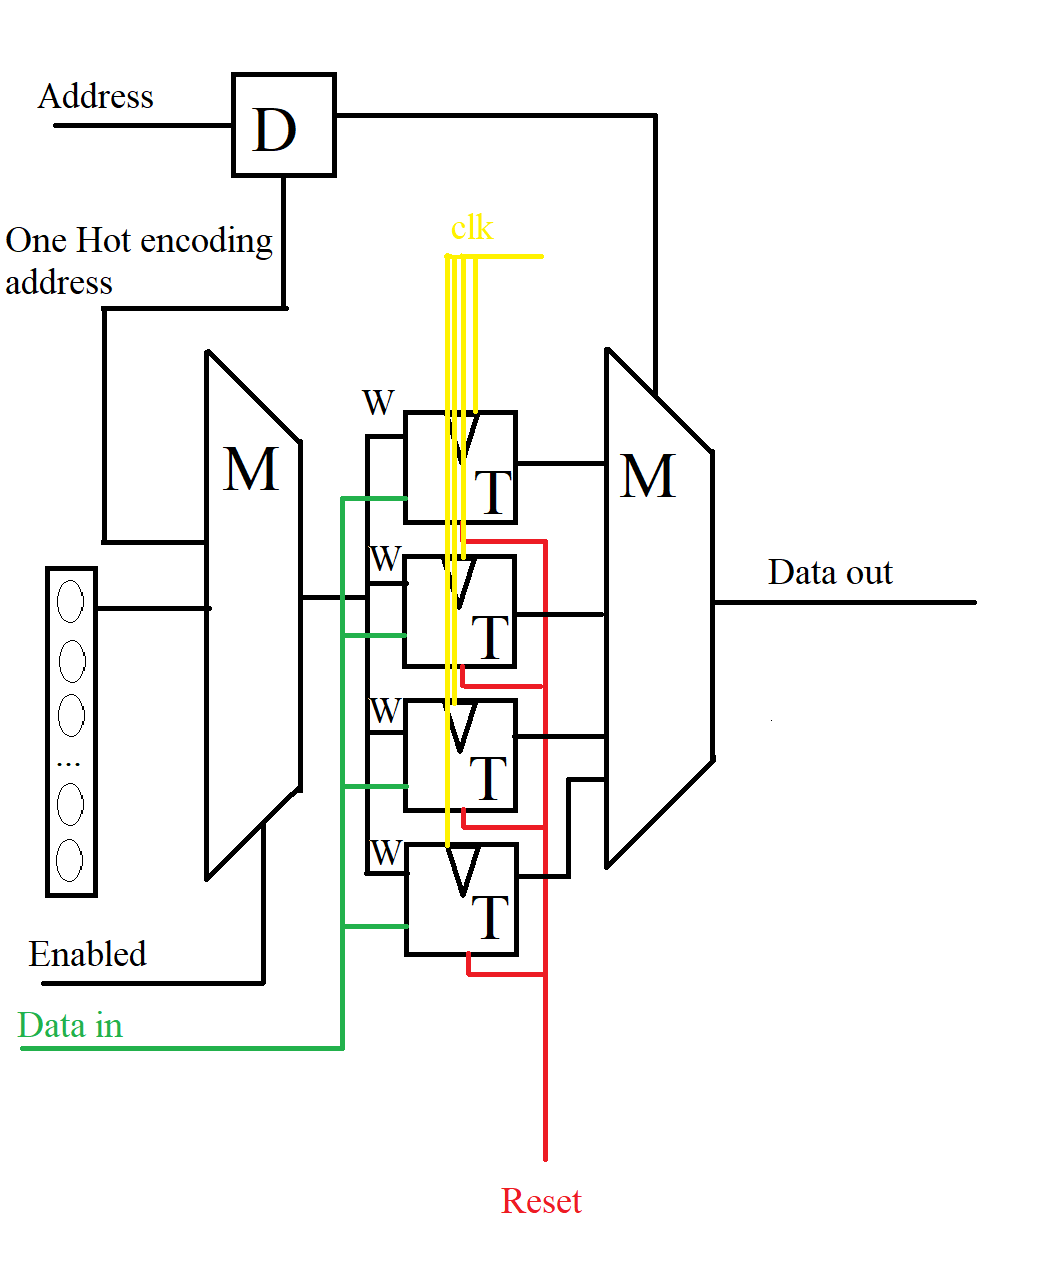 Address
D
One Hot encoding
address
clk
W
M
T
M
W
T
Data out
W
T
...
W
T
Enabled
Data in
Reset